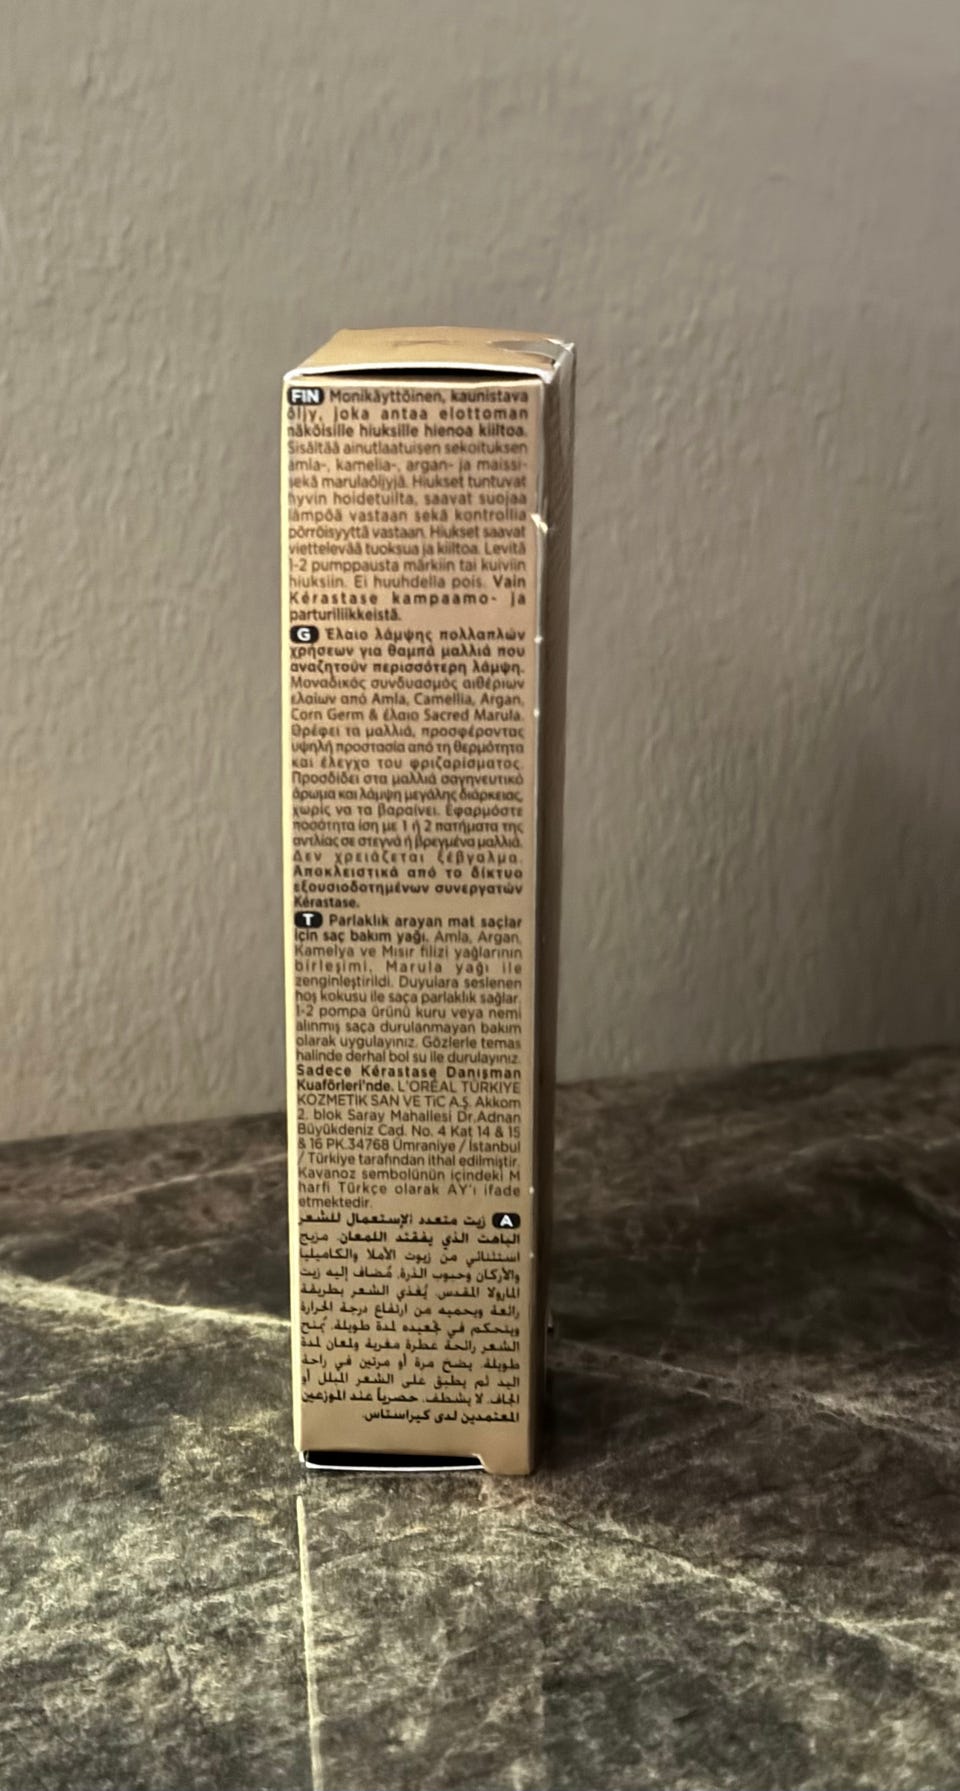 FIN Monikäyttöinen, kaunistava
öljy, joka antaa elottoman
näköisille hiuksille hienoa kiiltoa.
Sisältää ainutlaatuisen sekoituksen
amla-, kamelia-, argan- ja maissi-
sekä marulaöljyjä. Hiukset tuntuvat
hyvin hoidetuilta, saavat suojaa
lämpöä vastaan sekä kontrollia
pörröisyyttä vastaan. Hiukset saavat
viettelevää tuoksua ja kiiltoa. Levitä
1-2 pumppausta märkiin tai kuiviin
hiuksiin. Ei huuhdella pois. Vain
Kérastase kampaamo- ja
parturiliikkeistä.
G Έλαιο λάμψης πολλαπλών
χρήσεων για θαμπά μαλλιά που
αναζητούν περισσότερη λάμψη.
Μοναδικός συνδυασμός αιθέριων
ελαίων από Amla, Camellia, Argan,
Corn Germ & έλαιο Sacred Marula.
Θρέφει τα μαλλιά, προσφέροντας
υψηλή προστασία από τη θερμότητα
και έλεγχο του φριζαρίσματος.
Προσδίδει στα μαλλιά σαγηνευτικό
άρωμα και λάμψη μεγάλης διάρκειας,
χωρίς να τα βαραίνει. Εφαρμόστε
ποσότητα ίση με 1 ή 2 πατήματα της
αντλίας σε στεγνά ή βρεγμένα μαλλιά.
Δεν χρειάζεται ξέβγαλμα.
Αποκλειστικά από το δίκτυο
εξουσιοδοτημένων συνεργατών
Kérastase.
T Parlaklık arayan mat saçlar
için saç bakım yağı. Amla, Argan,
Kamelya ve Mısır filizi yağlarının
birleşimi, Marula yağı ile
zenginleştirildi. Duyulara seslenen
hoş kokusu ile saça parlaklık sağlar.
1-2 pompa ürünü kuru veya nemi
alınmış saça durulanmayan bakım
olarak uygulayınız. Gözlerle temas
halinde derhal bol su ile durulayınız.
Sadece Kérastase Danışman
Kuaförleri'nde. L'ORÉAL TÜRKİYE
KOZMETİK SAN VE TİC A.Ş. Akkom
2. blok Saray Mahallesi Dr.Adnan
Büyükdeniz Cad. No. 4 Kat 14 & 15
& 16 PK.34768 Ümraniye / İstanbul
/ Türkiye tarafından ithal edilmiştir.
Kavanoz sembolünün içindeki M
harfi Türkçe olarak AY'ı ifade
etmektedir.
A زيت متعدد الإستعمال للشعر
الباهت الذي يفتقد اللمعان. مزيج
استثنائي من زيوت الأملا والكاميليا
والأركان وحبوب الذرة، مُضاف إليه زيت
المارولا المقدس. يُغذي الشعر بطريقة
رائعة ويحميه من ارتفاع درجة الحرارة
ويتحكم في تجعيده لمدة طويلة. يُمنح
الشعر رائحة عطرة مغرية ولمعان لمدة
طويلة. يضخ مرة أو مرتين في راحة
اليد ثم يطبق على الشعر المبلل أو
الجاف. لا يشطف. حصرياً عند الموزعين
المعتمدين لدى كيراستاس.